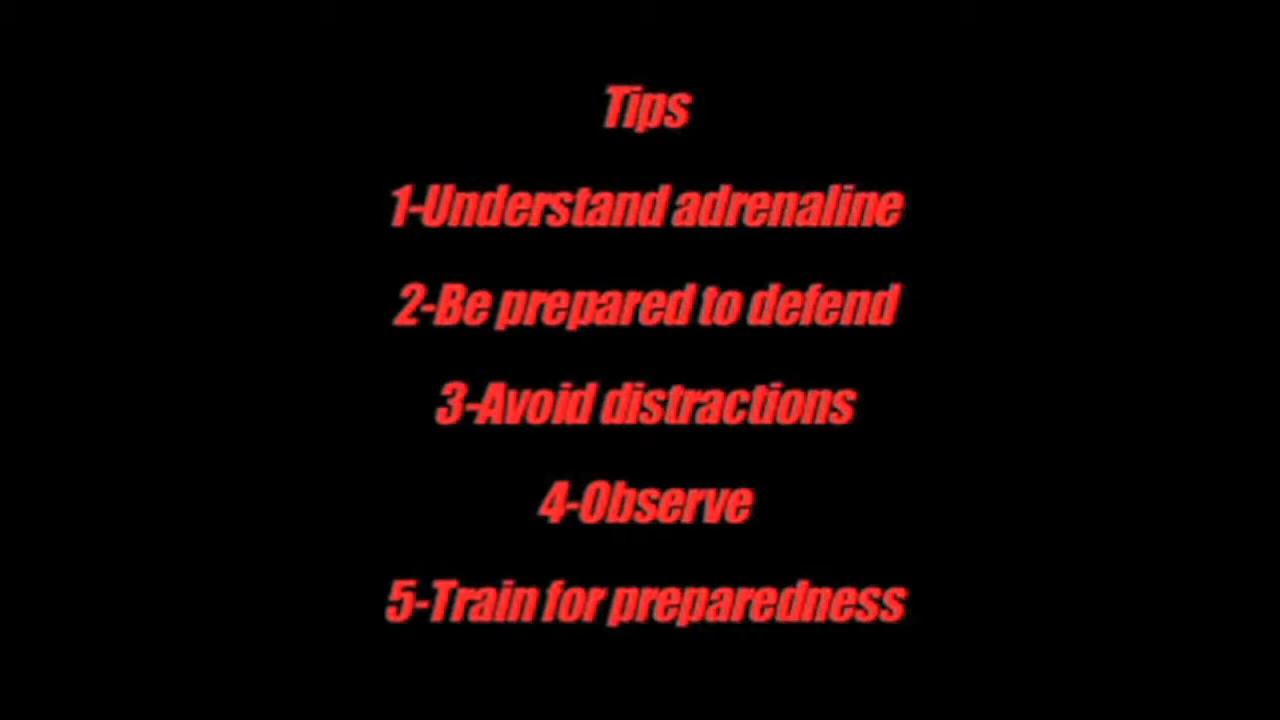 Tips
1-Understand adrenaline
2-Be prepared to defend
3-Avoid distractions
4-Observe
5-Train for preparedness